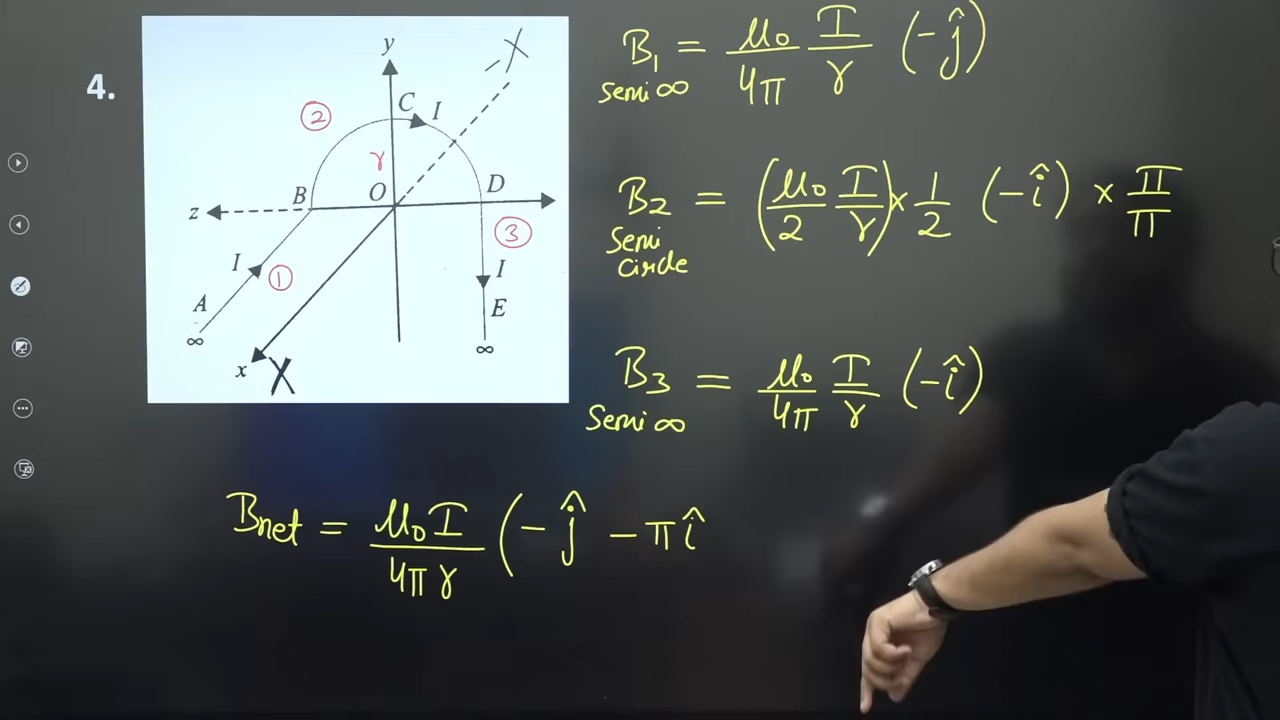 4.
y
-X
② C I
r
B O D
z
③
I ① I
A E
∞ ∞
x X
B₁ = μ₀/4π I/r (-ĵ)
semi ∞
B₂ = (μ₀/2 I/r) × 1/2 (-î) × π/π
Semi
circle
B₃ = μ₀/4π I/r (-î)
Semi ∞
Bnet = μ₀I/4πr (-ĵ - πî